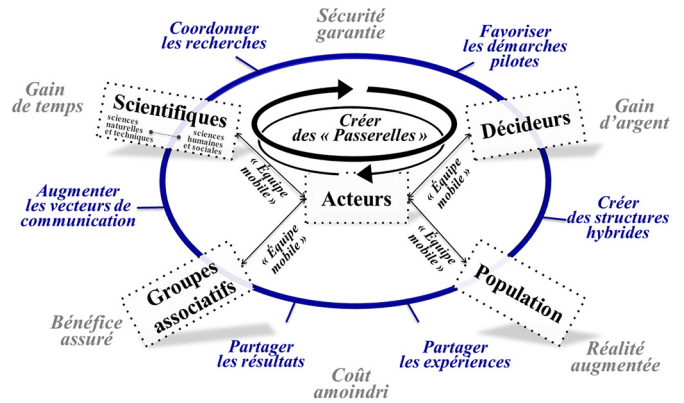 Sécurité
garantie
Coordonner
les recherches
Favoriser
les démarches
pilotes
Gain
de temps
Scientifiques
sciences
naturelles
et techniques
sciences
humaines
et sociales
Créer
des « Passerelles »
Décideurs
Gain
d'argent
« Équipe
mobile »
« Équipe
mobile »
Acteurs
Augmenter
les vecteurs de
communication
Créer
des structures
hybrides
« Équipe
mobile »
« Équipe
mobile »
Groupes
associatifs
Population
Bénéfice
assuré
Partager
les résultats
Partager
les expériences
Réalité
augmentée
Coût
amoindri